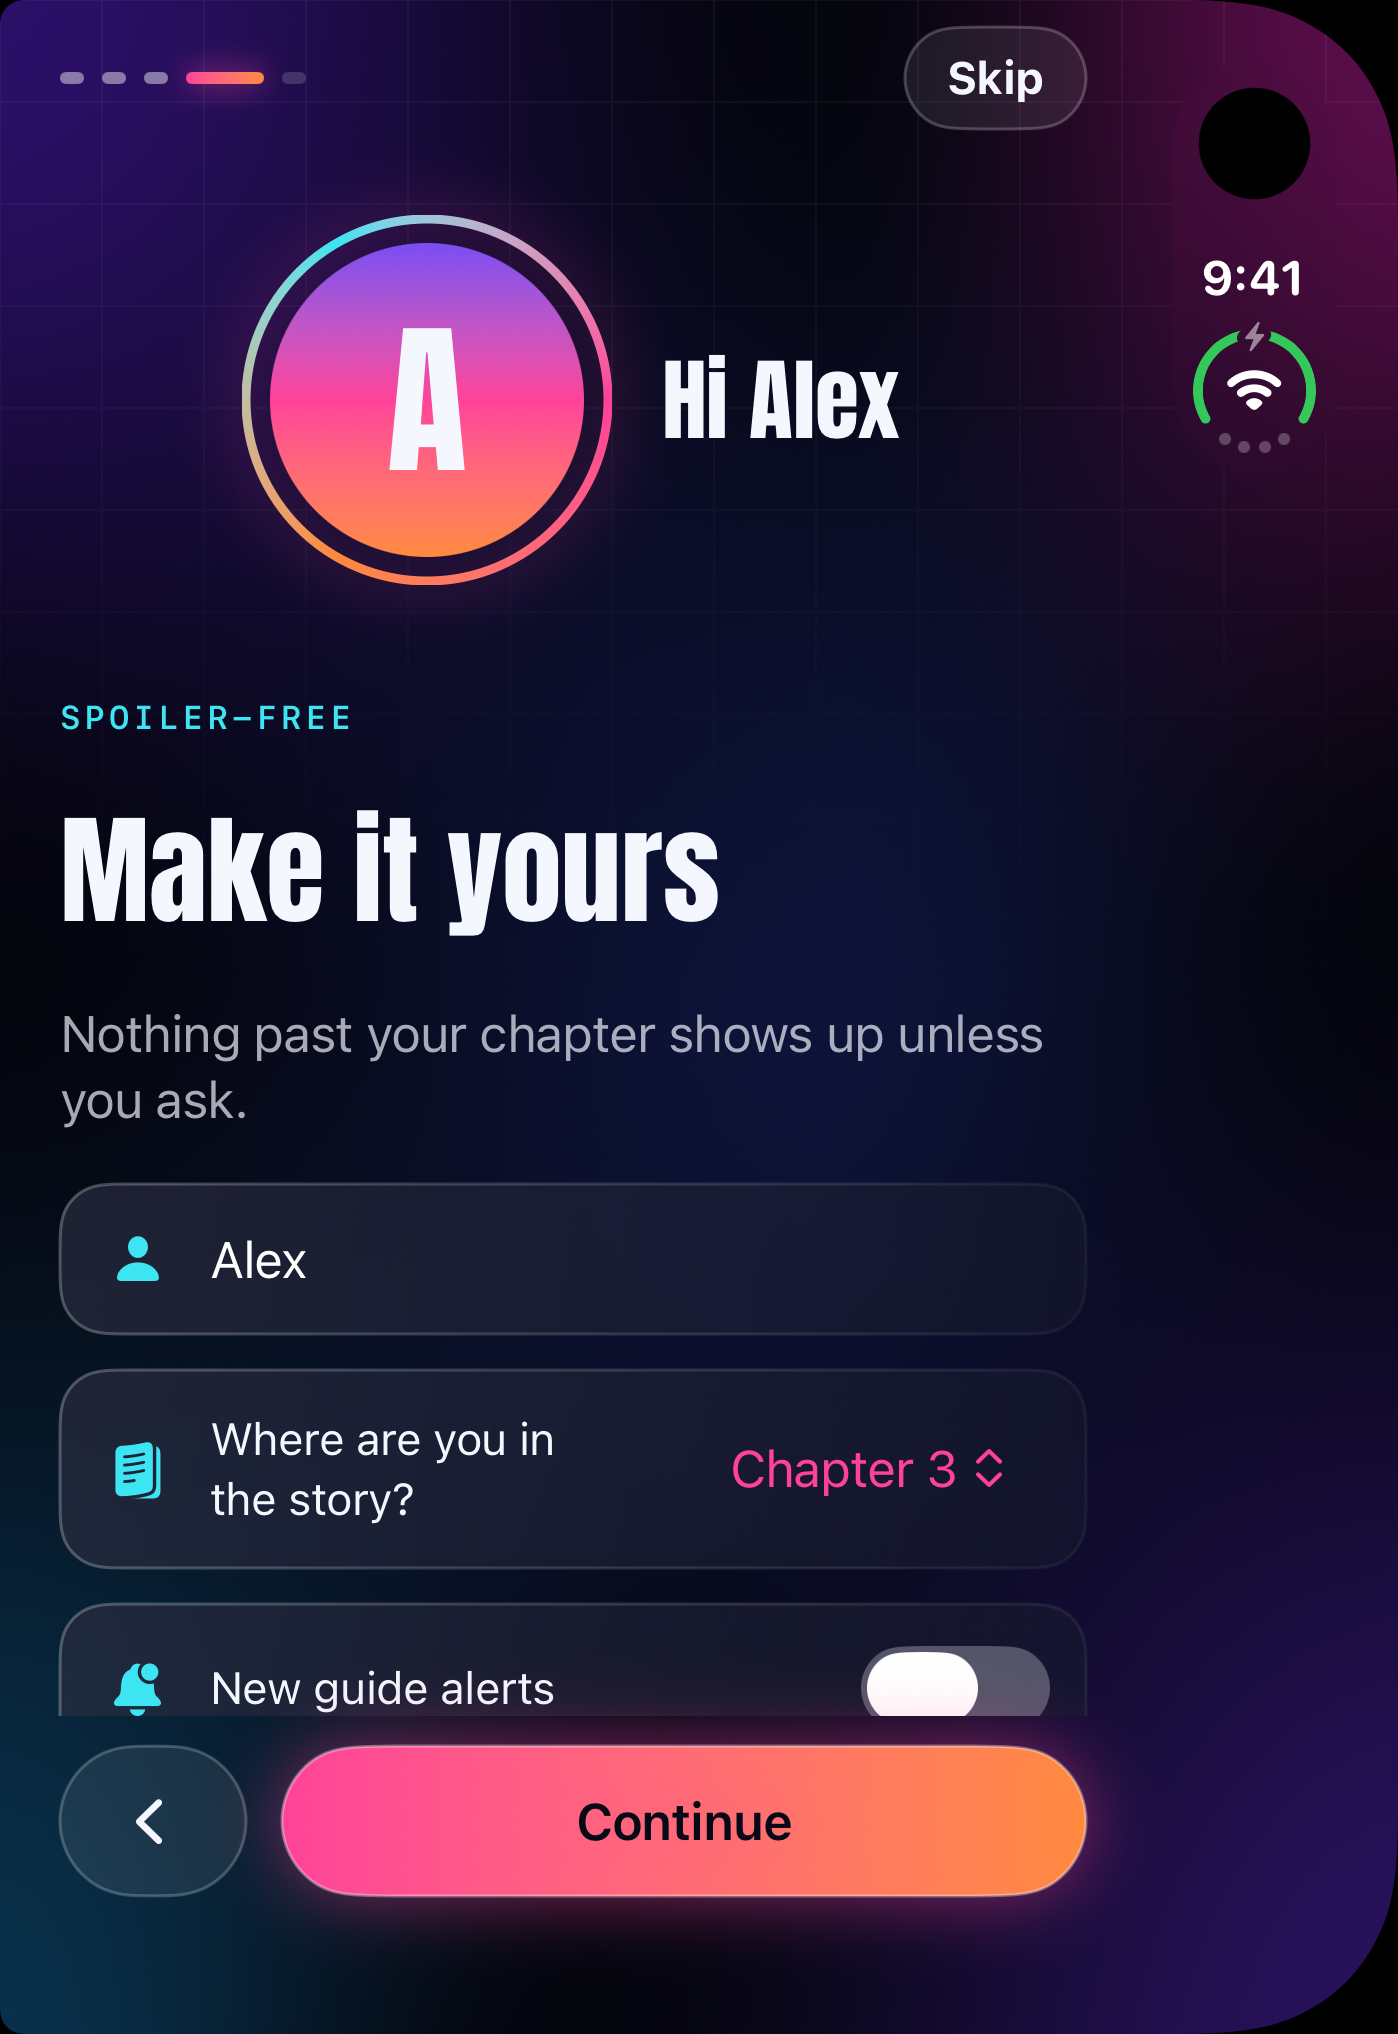 Skip
9:41
A
Hi Alex
SPOILER-FREE
Make it yours
Nothing past your chapter shows up unless
you ask.
Alex
Where are you in
the story?
Chapter 3
New guide alerts
Continue